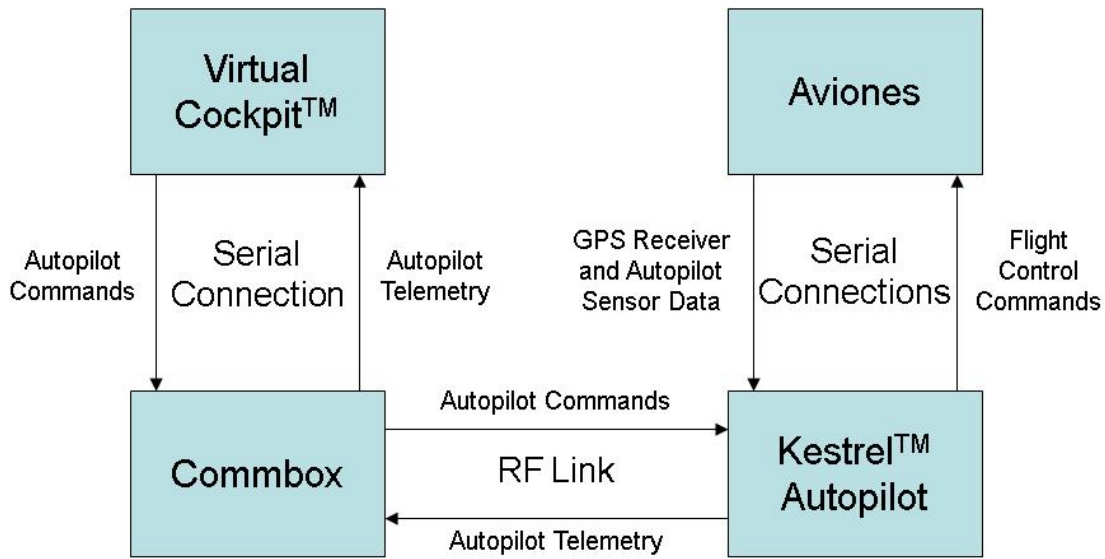 Virtual
Cockpit™
Aviones
Autopilot
Commands
Serial
Connection
Autopilot
Telemetry
GPS Receiver
and Autopilot
Sensor Data
Serial
Connections
Flight
Control
Commands
Commbox
Autopilot Commands
RF Link
Autopilot Telemetry
Kestrel™
Autopilot